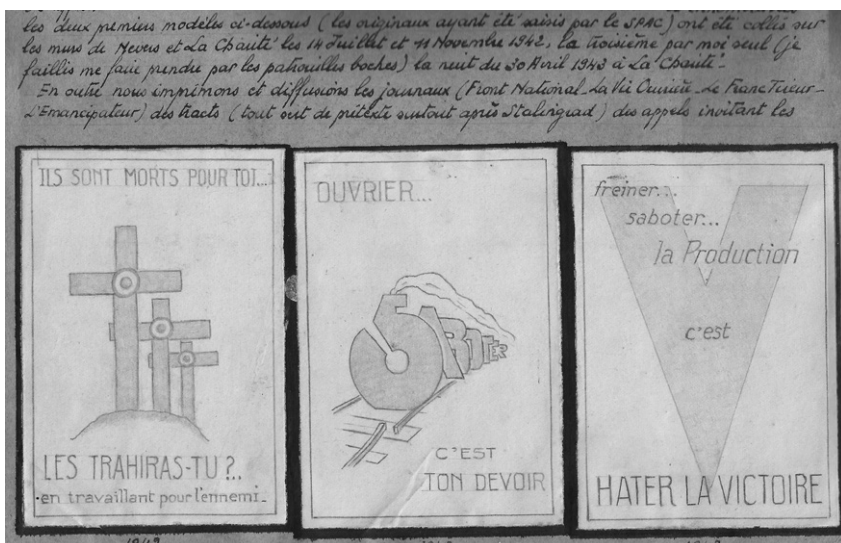 les deux premiers modèles ci-dessous (les originaux ayant été saisis par le SPAC) ont été collés sur
les murs de Nevers et La Charité les 14 Juillet et 11 Novembre 1942, la troisième par moi seul (je
faillis me faire prendre par les patrouilles boches) la nuit du 30 Avril 1943 à La Charité.
En outre nous imprimons et diffusions les journaux (Front National - La Vie Ouvrière - Le Franc Tireur -
L'Emancipateur) des tracts (tout sert de prétexte surtout après Stalingrad) des appels invitant les
ILS SONT MORTS POUR TOI...
LES TRAHIRAS-TU?..
en travaillant pour l'ennemi.
OUVRIER...
SABOTER
C'EST
TON DEVOIR
freiner...
saboter...
la Production
c'est
HATER LA VICTOIRE
1942